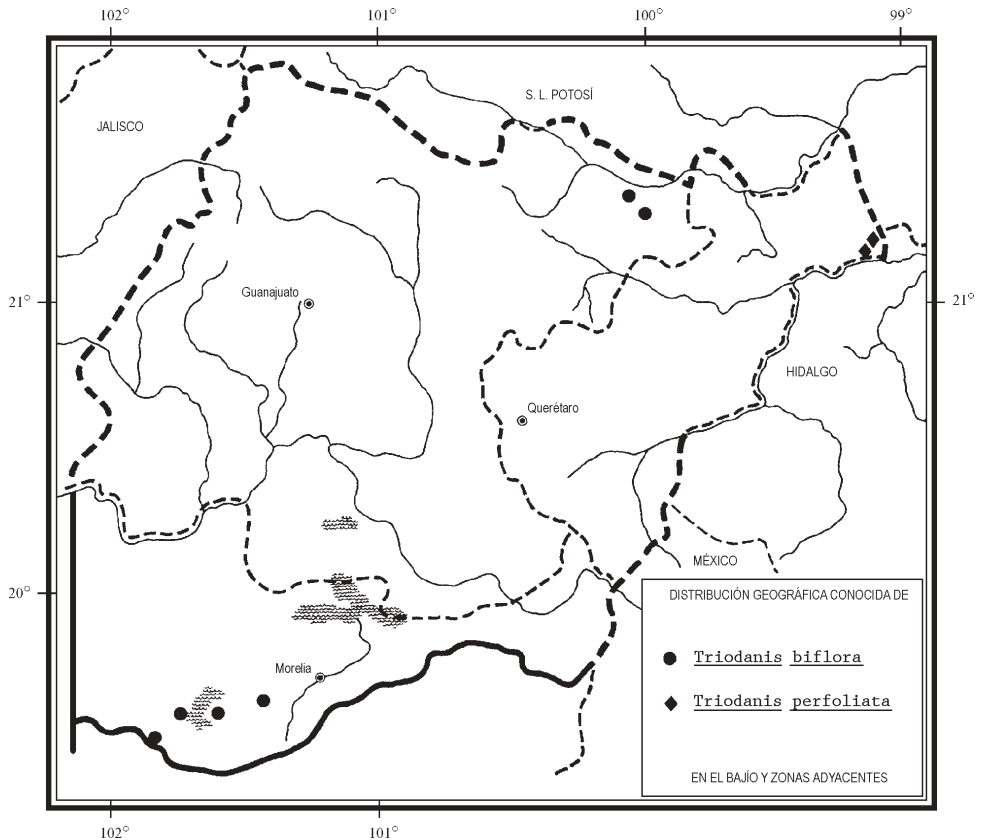 102° 101° 100° 99°
S. L. POTOSÍ
JALISCO
Guanajuato
21° 21°
HIDALGO
Querétaro
MÉXICO
20°
DISTRIBUCIÓN GEOGRÁFICA CONOCIDA DE
Morelia
Triodanis biflora
Triodanis perfoliata
EN EL BAJÍO Y ZONAS ADYACENTES
102° 101°